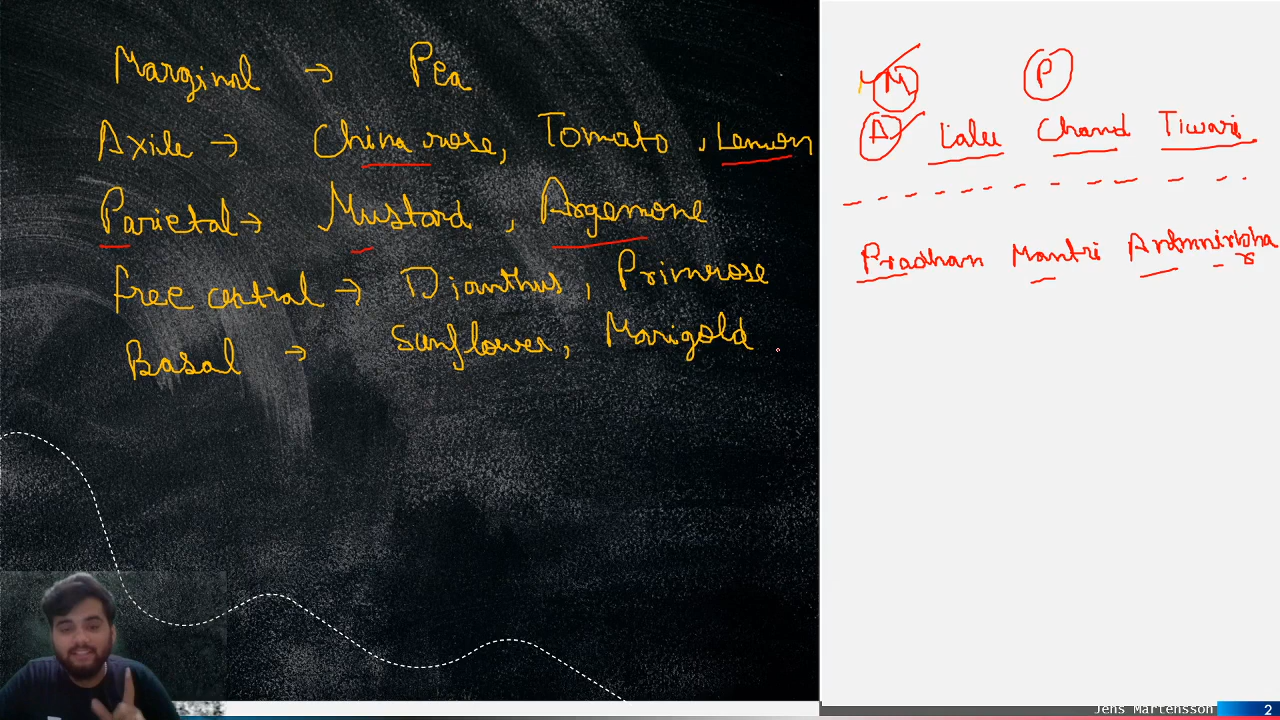 Marginal → Pea
Axile → China rose, Tomato, Lemon
Parietal → Mustard, Argemone
free central → Dianthus, Primrose
Basal → Sunflower, Marigold
M P
A Lalu Chand Tiwari
Pradhan Mantri Antmnirbha
r
Jens Martensson 2